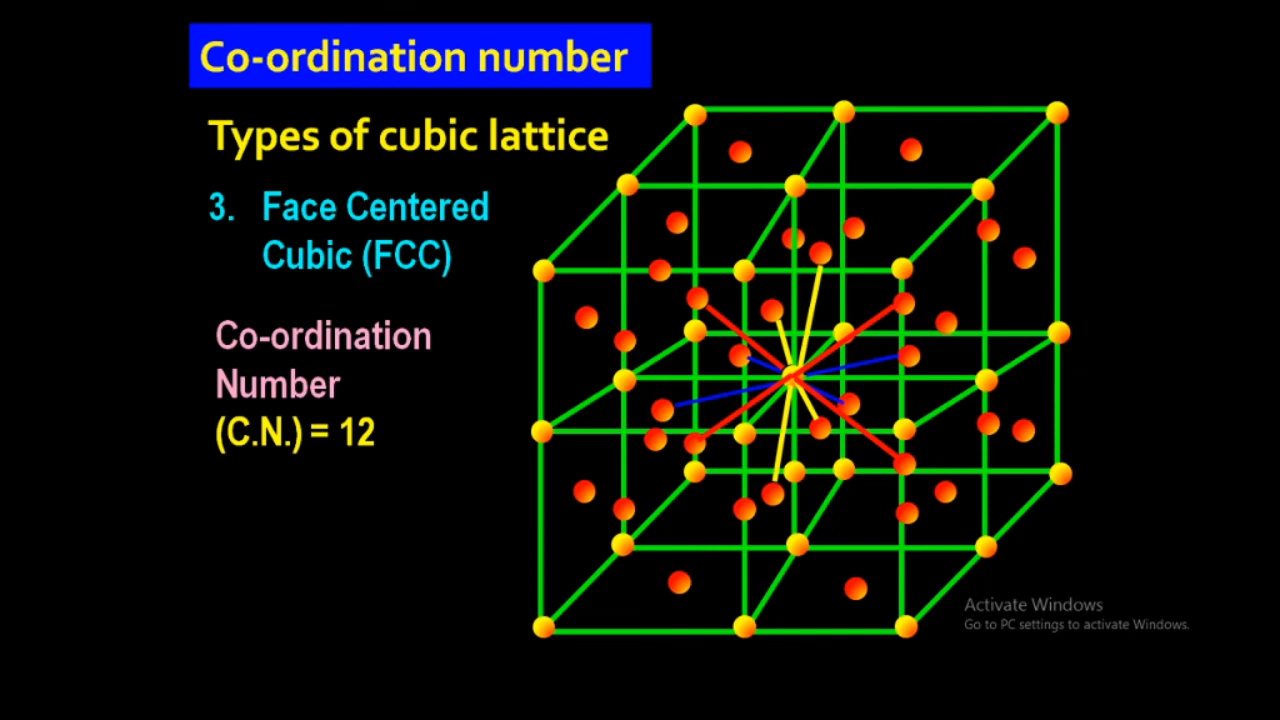 Co-ordination number
Types of cubic lattice
3. Face Centered
Cubic (FCC)
Co-ordination
Number
(C.N.) = 12
Activate Windows
Go to PC settings to activate Windows.